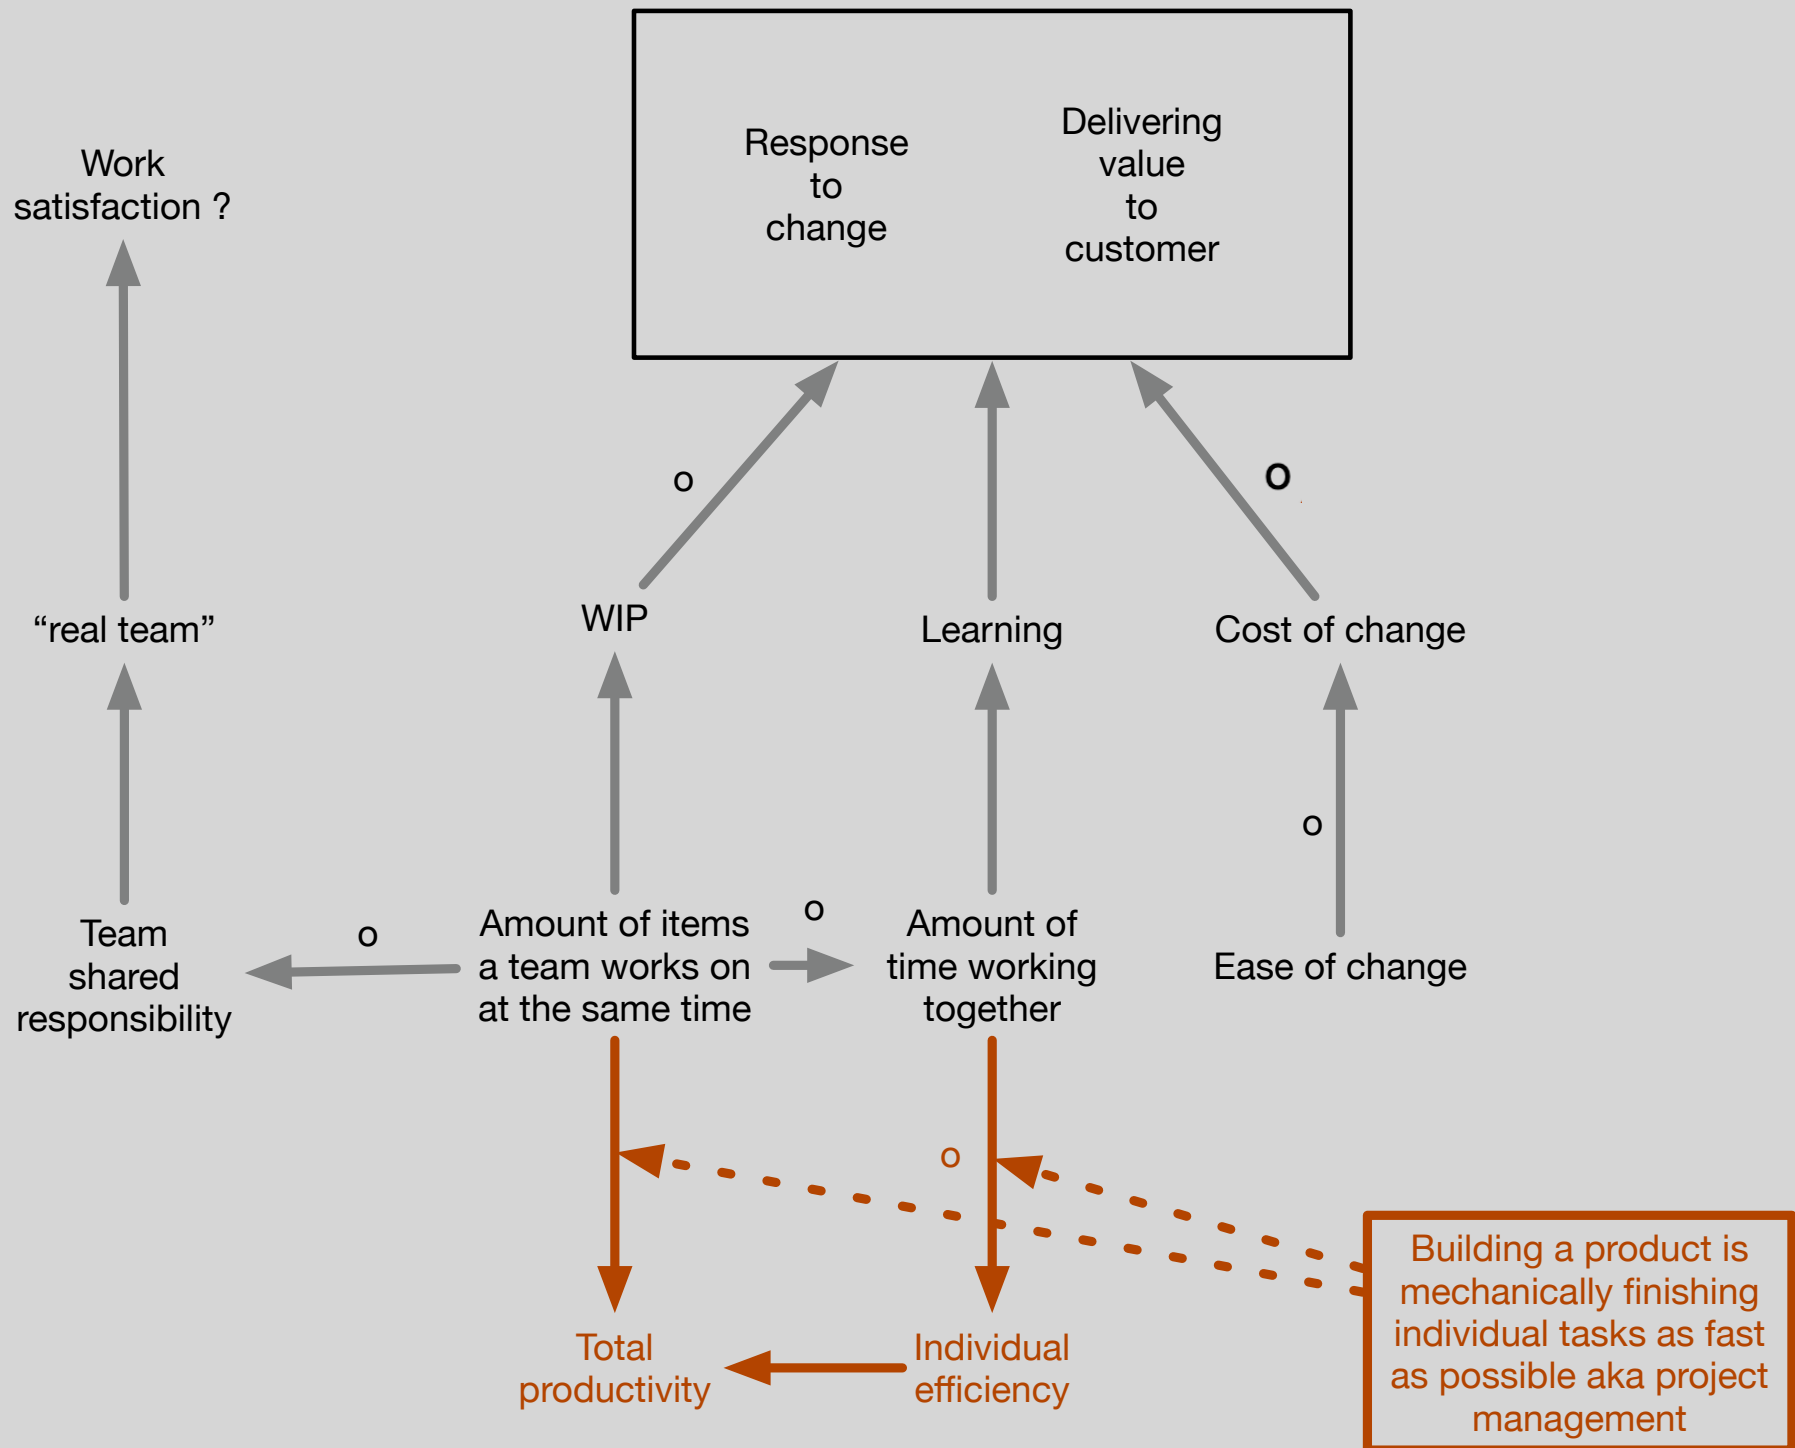 Response
to
change
Delivering
value
to
customer
Work
satisfaction ?
o
o
“real team”
WIP
Learning
Cost of change
o
Team
shared
responsibility
o
Amount of items
a team works on
at the same time
o
Amount of
time working
together
Ease of change
o
Total
productivity
Individual
efficiency
Building a product is
mechanically finishing
individual tasks as fast
as possible aka project
management